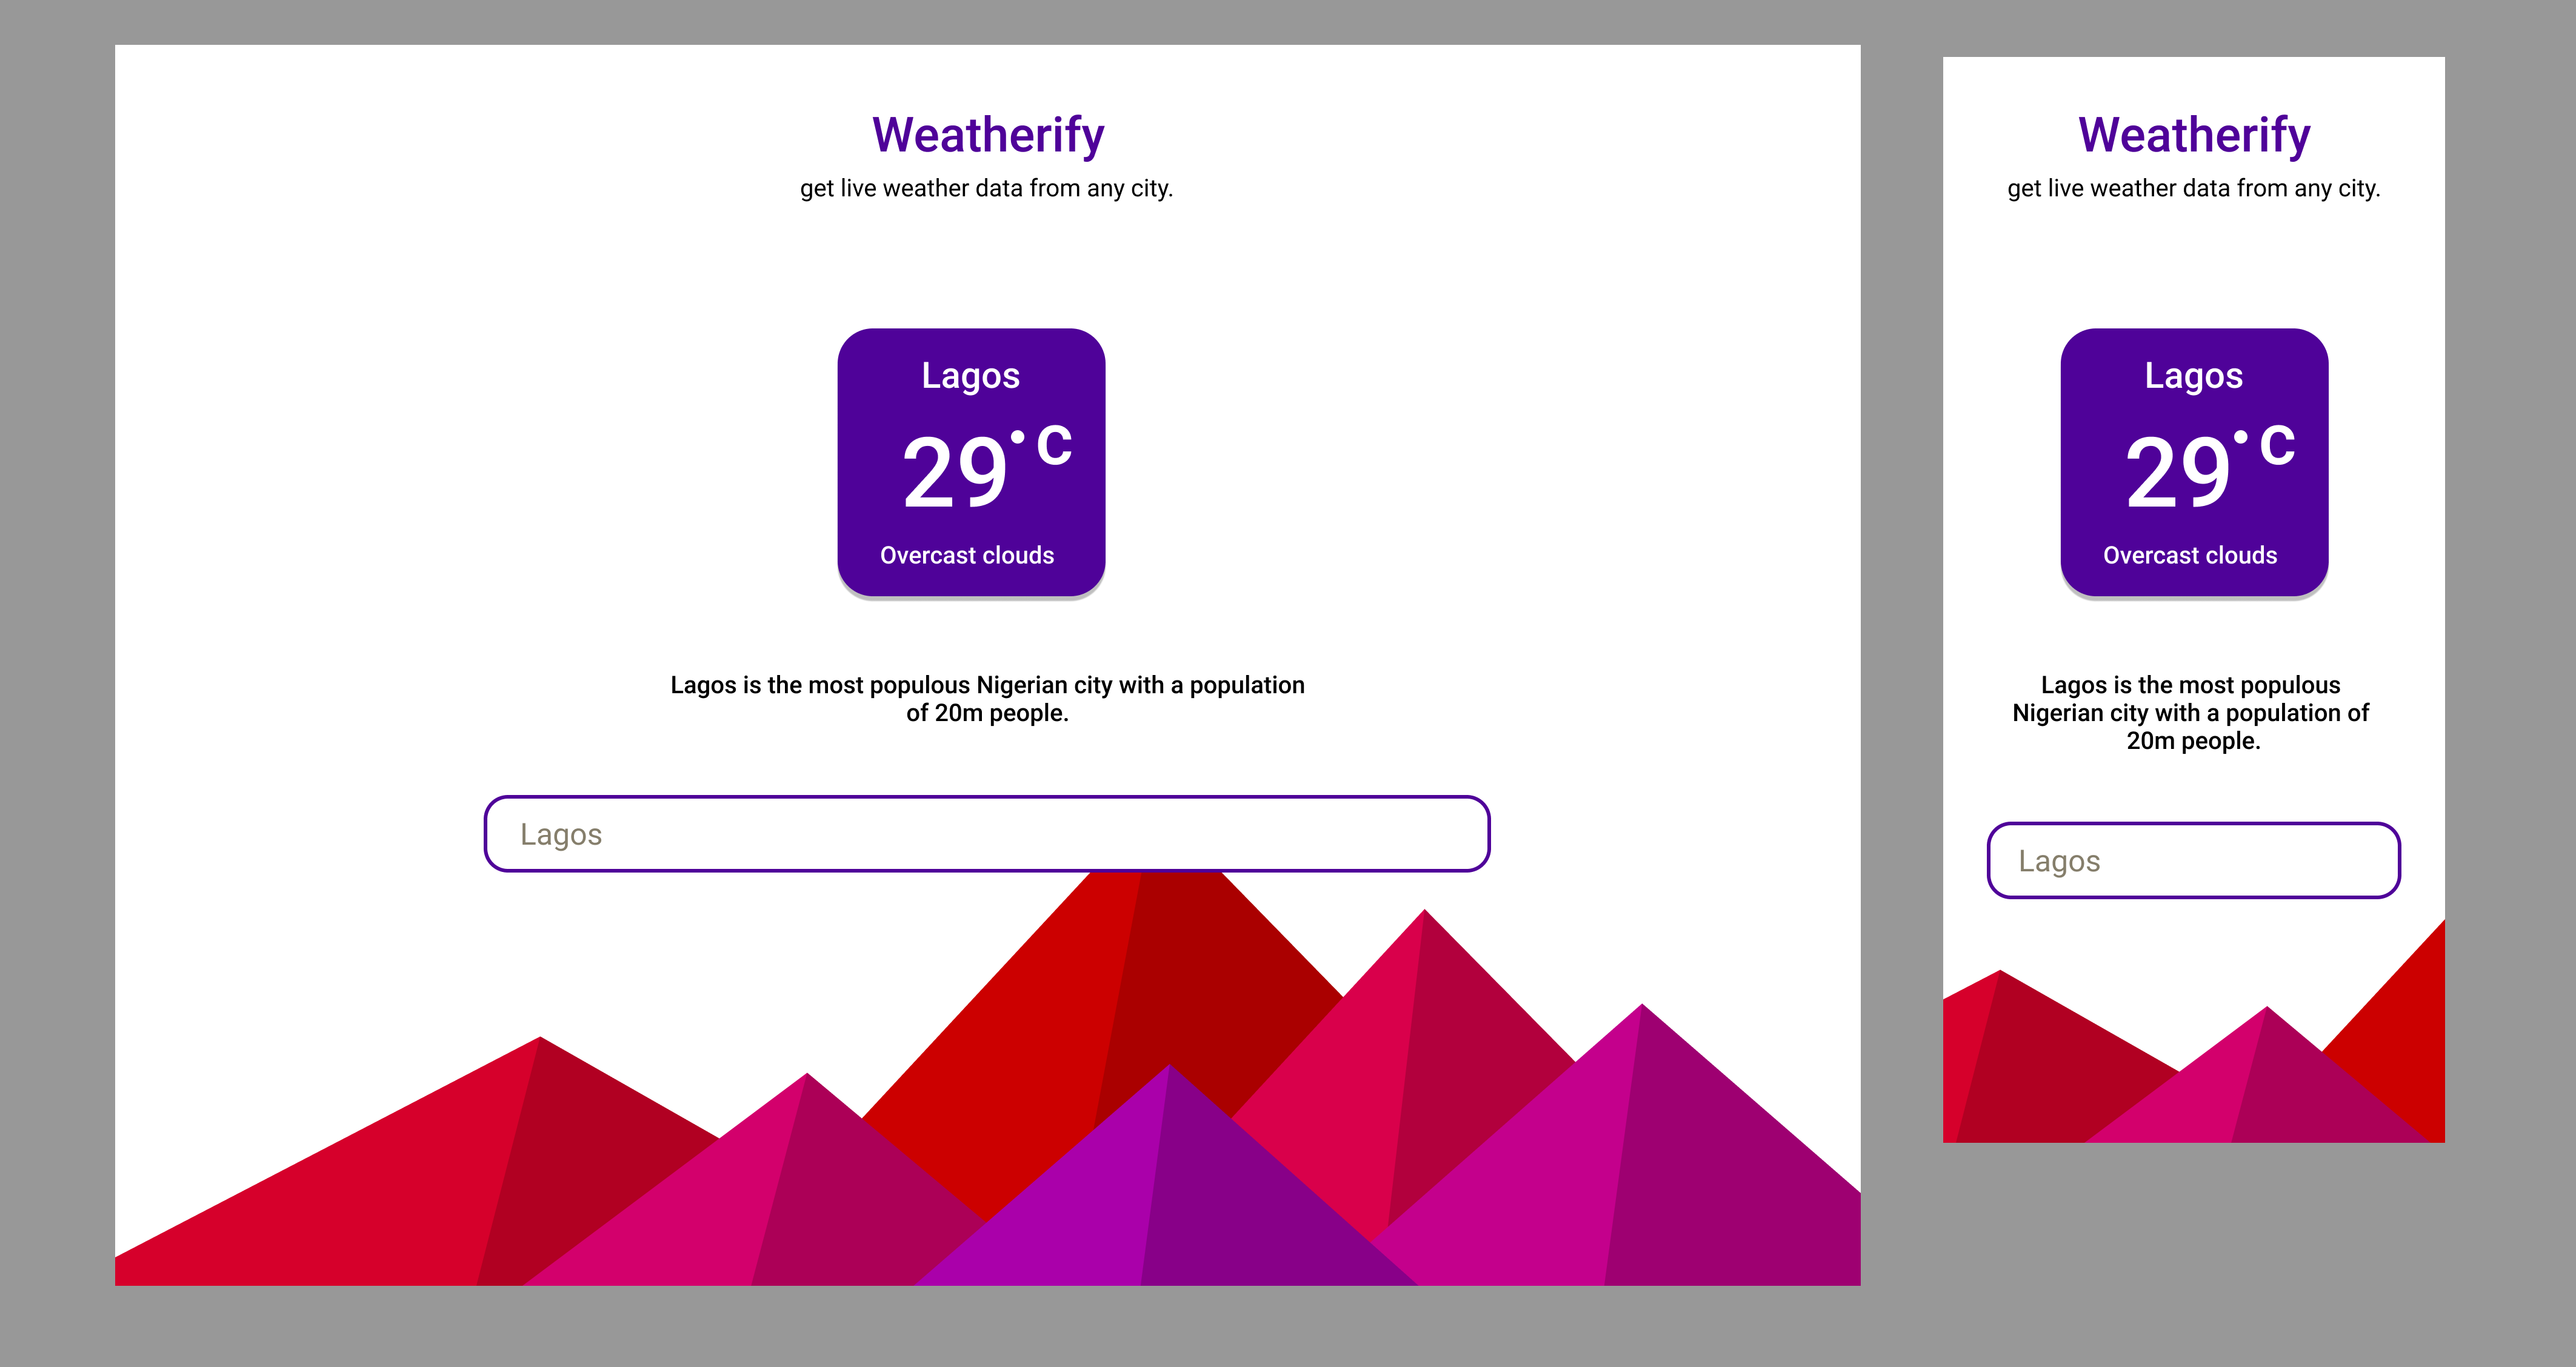 Weatherify
get live weather data from any city.
Lagos
29°C
Overcast clouds
Lagos is the most populous Nigerian city with a population
of 20m people.
Lagos
Weatherify
get live weather data from any city.
Lagos
29°C
Overcast clouds
Lagos is the most populous
Nigerian city with a population of
20m people.
Lagos